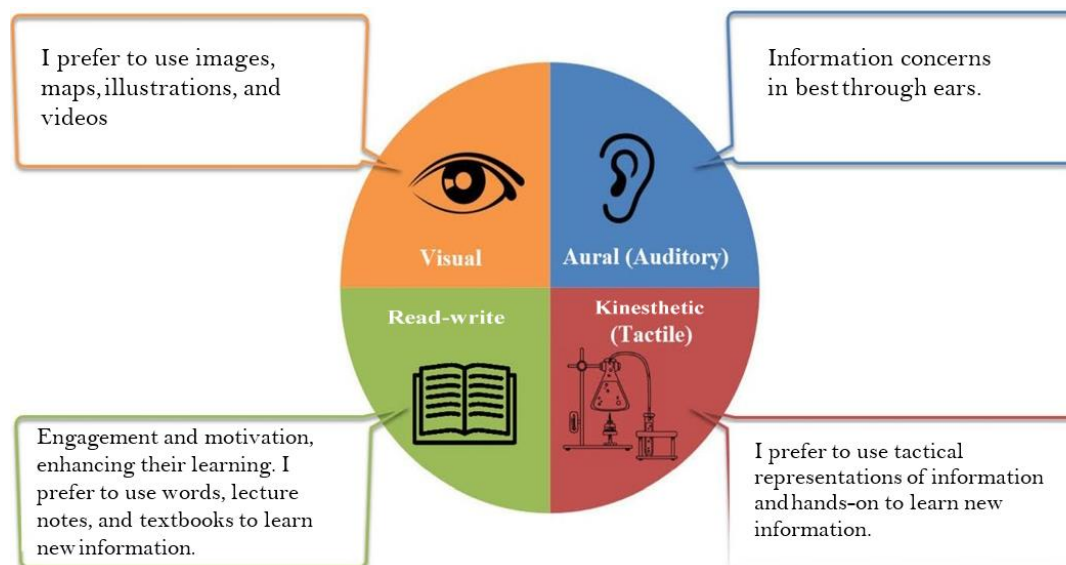 I prefer to use images,
maps, illustrations, and
videos
Information concerns
in best through ears.
Visual
Aural (Auditory)
Read-write
Kinesthetic
(Tactile)
Engagement and motivation,
enhancing their learning. I
prefer to use words, lecture
notes, and textbooks to learn
new information.
I prefer to use tactical
representations of information
and hands-on to learn new
information.